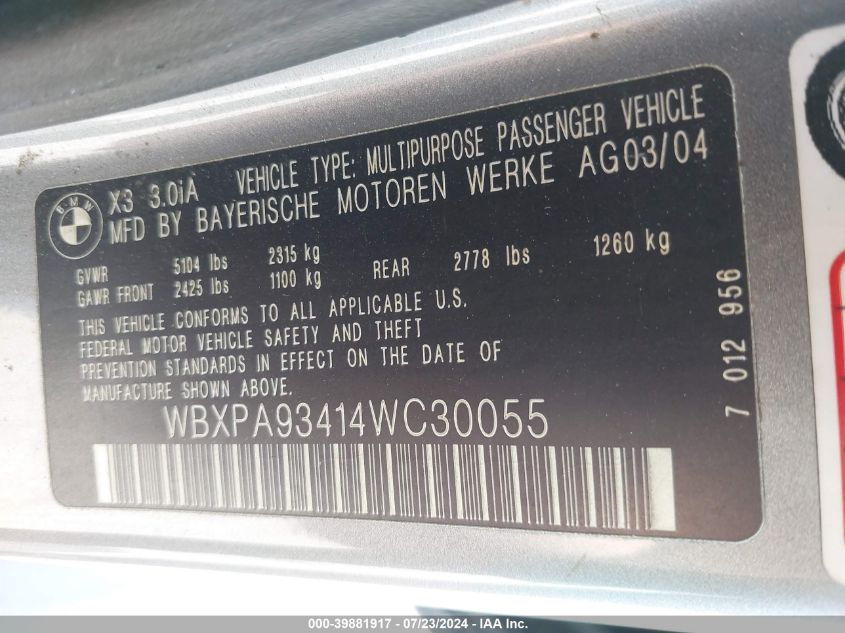 BMW
X3 3.0iA VEHICLE TYPE: MULTIPURPOSE PASSENGER VEHICLE
MFD BY BAYERISCHE MOTOREN WERKE AG03/04
GVWR 5104 lbs 2315 kg
GAWR FRONT 2425 lbs 1100 kg REAR 2778 lbs 1260 kg
THIS VEHICLE CONFORMS TO ALL APPLICABLE U.S.
FEDERAL MOTOR VEHICLE SAFETY AND THEFT
PREVENTION STANDARDS IN EFFECT ON THE DATE OF
MANUFACTURE SHOWN ABOVE.
WBXPA93414WC30055
7 012 956
000-39881917 - 07/23/2024 - IAA Inc.